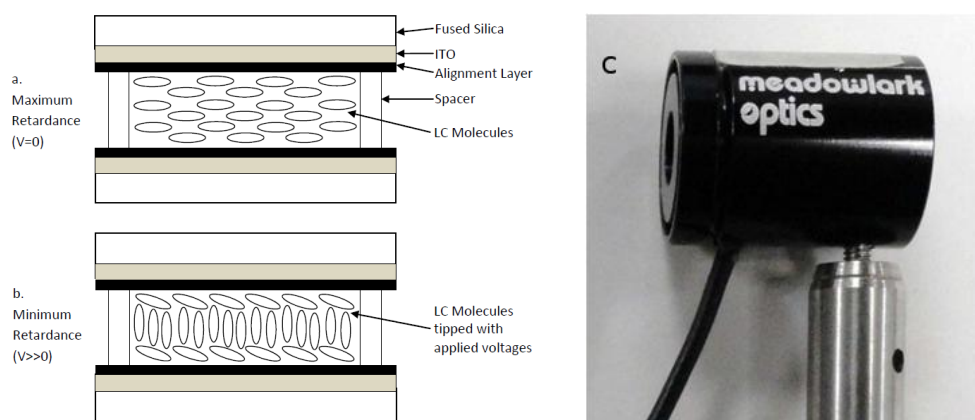 Fused Silica
ITO
Alignment Layer
Spacer
LC Molecules
a.
Maximum
Retardance
(V=0)
b.
Minimum
Retardance
(V>>0)
LC Molecules
tipped with
applied voltages
C
meadowlark
optics